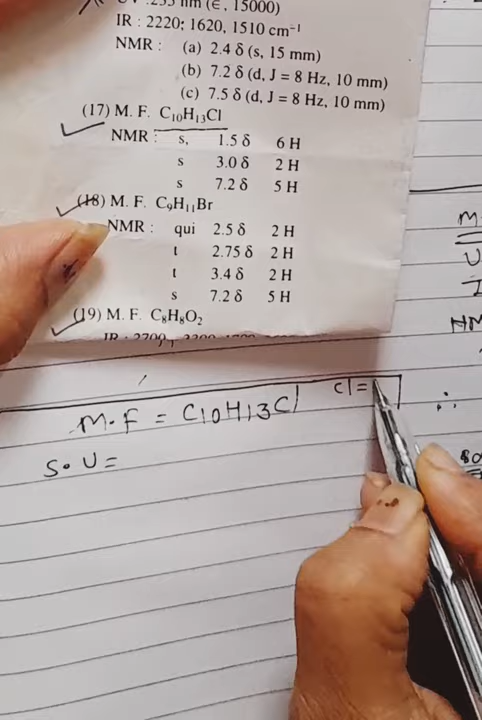 nm (ϵ, 15000)
IR : 2220; 1620, 1510 cm⁻¹
NMR : (a) 2.4 δ (s, 15 mm)
(b) 7.2 δ (d, J = 8 Hz, 10 mm)
(c) 7.5 δ (d, J = 8 Hz, 10 mm)
(17) M. F. C₁₀H₁₃Cl
NMR : s, 1.5 δ 6 H
s 3.0 δ 2 H
s 7.2 δ 5 H
(18) M. F. C₉H₁₁Br
NMR : qui 2.5 δ 2 H
t 2.75 δ 2 H
t 3.4 δ 2 H
s 7.2 δ 5 H
(19) M. F. C₈H₈O₂
M.F = C10H13Cl
Cl =
S.U =
∴